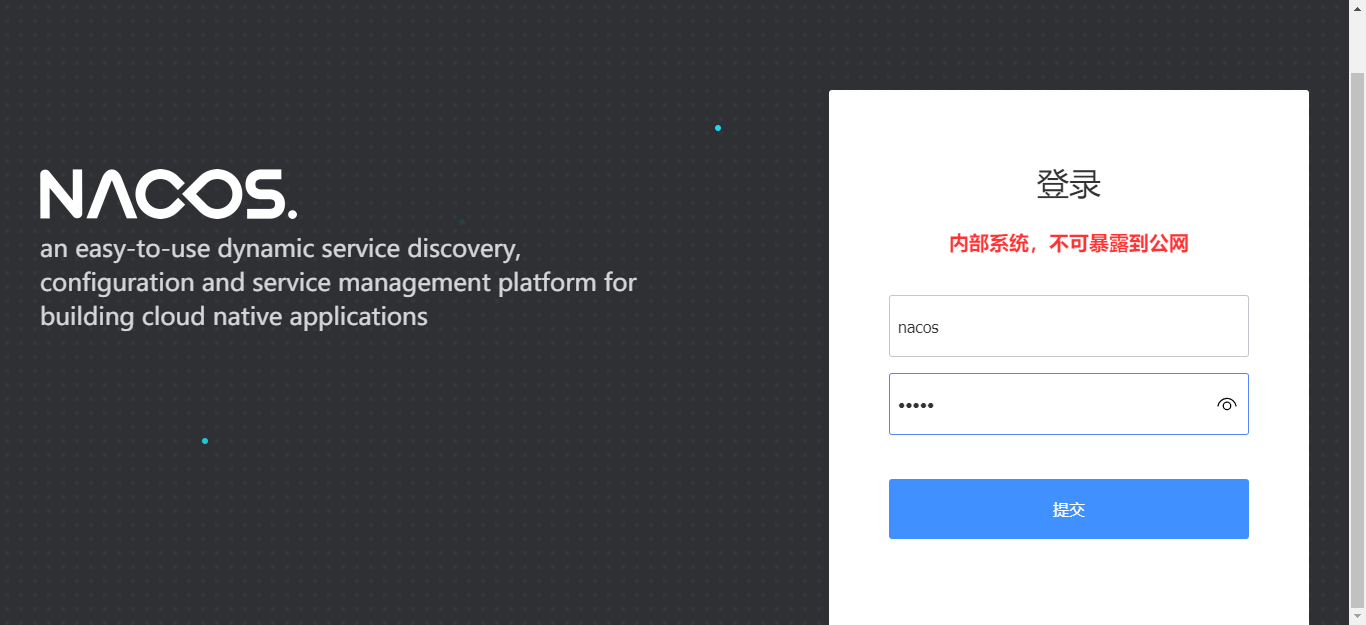 NACOS.
an easy-to-use dynamic service discovery,
configuration and service management platform for
building cloud native applications
登录
内部系统，不可暴露到公网
nacos
•••••
提交